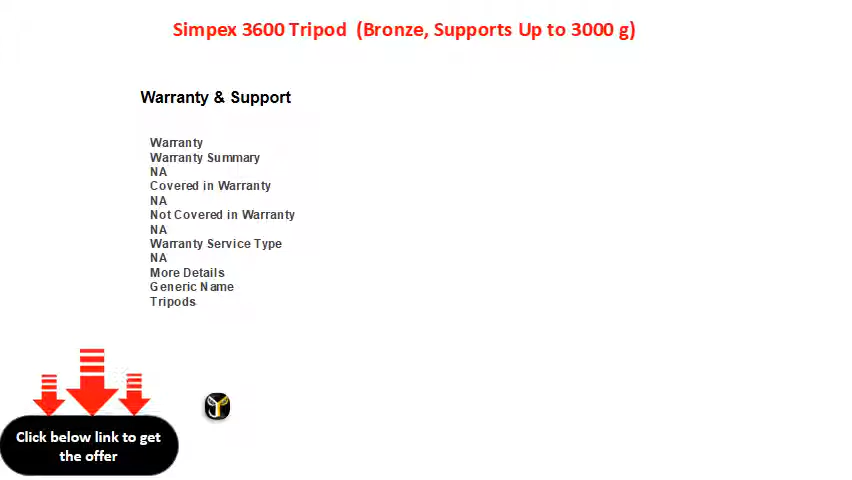 Simpex 3600 Tripod (Bronze, Supports Up to 3000 g)
Warranty & Support
Warranty
Warranty Summary
NA
Covered in Warranty
NA
Not Covered in Warranty
NA
Warranty Service Type
NA
More Details
Generic Name
Tripods
Click below link to get
the offer